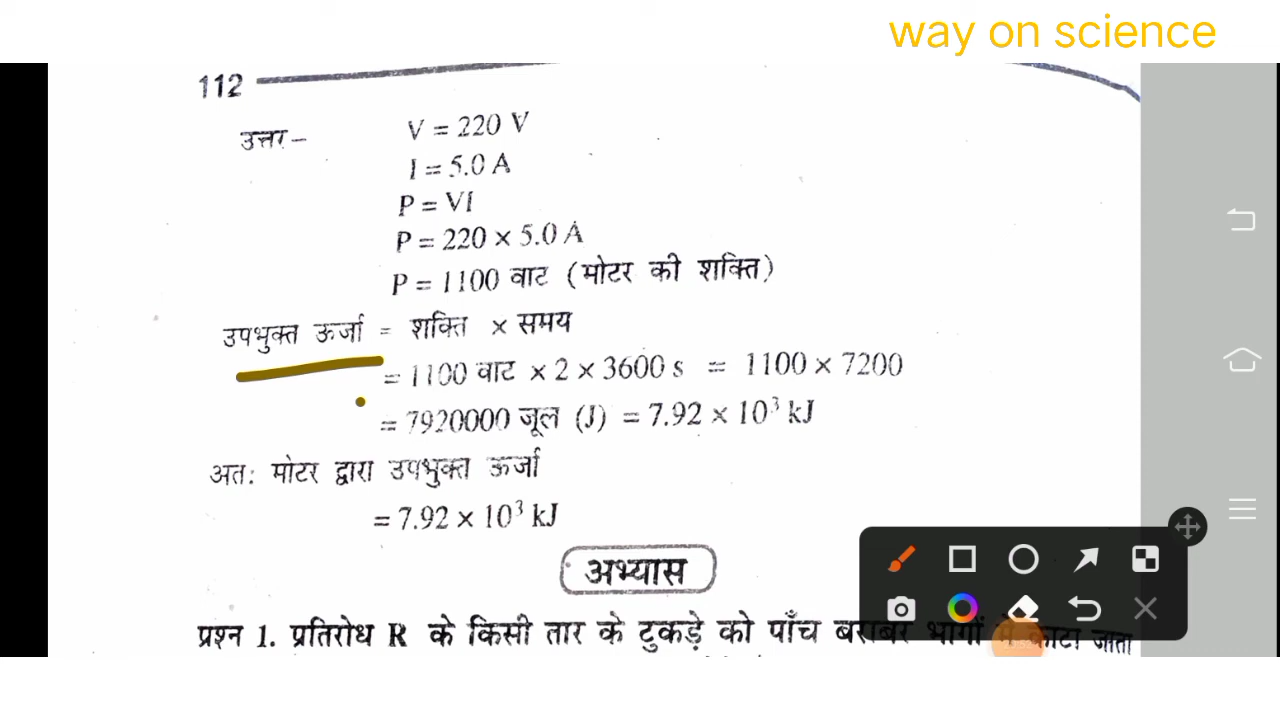 way on science
112
उत्तर– V = 220 V
I = 5.0 A
P = VI
P = 220 × 5.0 A
P = 1100 वाट (मोटर की शक्ति)
उपभुक्त ऊर्जा = शक्ति × समय
= 1100 वाट × 2 × 3600 s = 1100 × 7200
= 7920000 जूल (J) = 7.92 × 10³ kJ
अतः मोटर द्वारा उपभुक्त ऊर्जा
= 7.92 × 10³ kJ
अभ्यास
प्रश्न 1. प्रतिरोध R के किसी तार के टुकड़े को पाँच बराबर भागों में काटा जाता